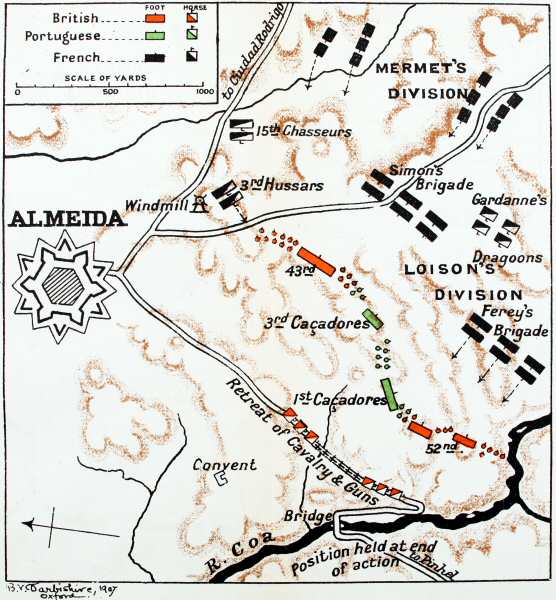 FOOT HORSE
British
Portuguese
French
SCALE OF YARDS
0 500 1000
to Ciudad Rodrigo
MERMET'S
DIVISION
15th Chasseurs
3rd Hussars
Simon's
Brigade
Windmill
Gardanne's
Dragoons
ALMEIDA
43rd
LOISON'S
DIVISION
3rd Caçadores
Ferey's
Brigade
1st Caçadores
52nd
Retreat of Cavalry & Guns
Convent
Bridge
R. Coa
Position held at end
of action
to Pinhel
B.V. Darbishire, 1907
Oxford